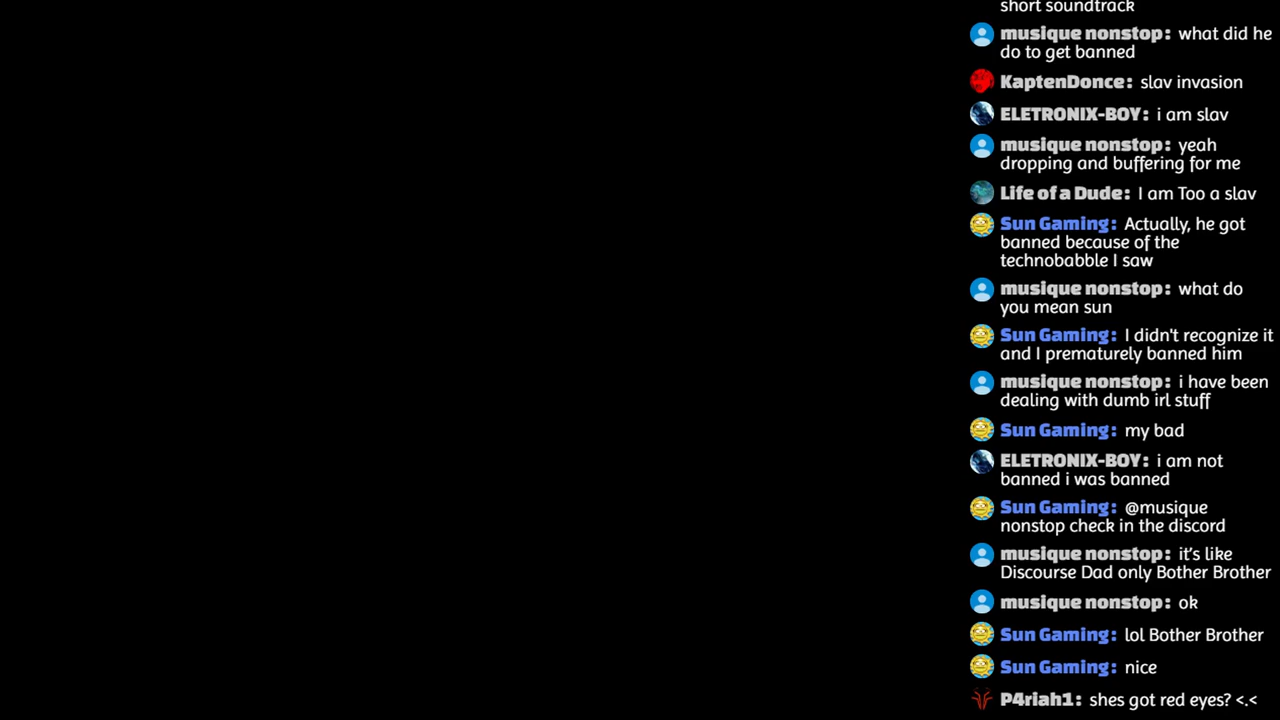 short soundtrack
musique nonstop: what did he
do to get banned
KaptenDonce: slav invasion
ELETRONIX-BOY: i am slav
musique nonstop: yeah
dropping and buffering for me
Life of a Dude: I am Too a slav
Sun Gaming: Actually, he got
banned because of the
technobabble I saw
musique nonstop: what do
you mean sun
Sun Gaming: I didn't recognize it
and I prematurely banned him
musique nonstop: i have been
dealing with dumb irl stuff
Sun Gaming: my bad
ELETRONIX-BOY: i am not
banned i was banned
Sun Gaming: @musique
nonstop check in the discord
musique nonstop: it's like
Discourse Dad only Bother Brother
musique nonstop: ok
Sun Gaming: lol Bother Brother
Sun Gaming: nice
P4riah1: shes got red eyes? <.<